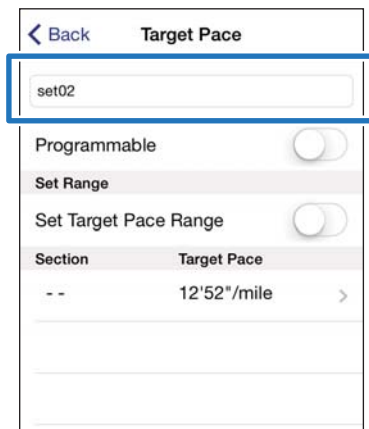 Back Target Pace
set02
Programmable
Set Range
Set Target Pace Range
Section Target Pace
-- 12'52"/mile